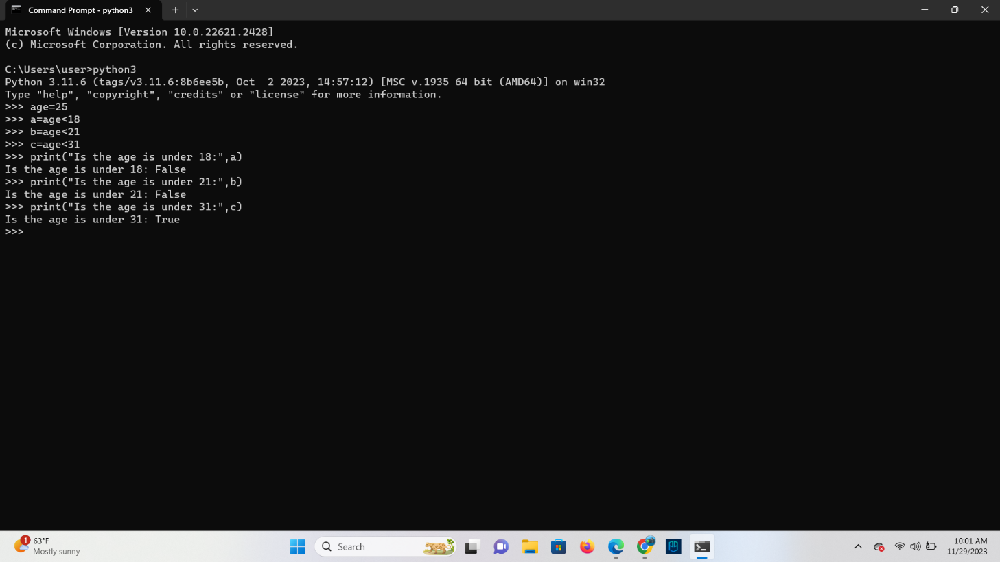 Command Prompt - python3
Microsoft Windows [Version 10.0.22621.2428]
(c) Microsoft Corporation. All rights reserved.
C:\Users\user>python3
Python 3.11.6 (tags/v3.11.6:8b6ee5b, Oct  2 2023, 14:57:12) [MSC v.1935 64 bit (AMD64)] on win32
Type "help", "copyright", "credits" or "license" for more information.
>>> age=25
>>> a=age<18
>>> b=age<21
>>> c=age<31
>>> print("Is the age is under 18:",a)
Is the age is under 18: False
>>> print("Is the age is under 21:",b)
Is the age is under 21: False
>>> print("Is the age is under 31:",c)
Is the age is under 31: True
>>>
1
63°F
Mostly sunny
Search
10:01 AM
11/29/2023